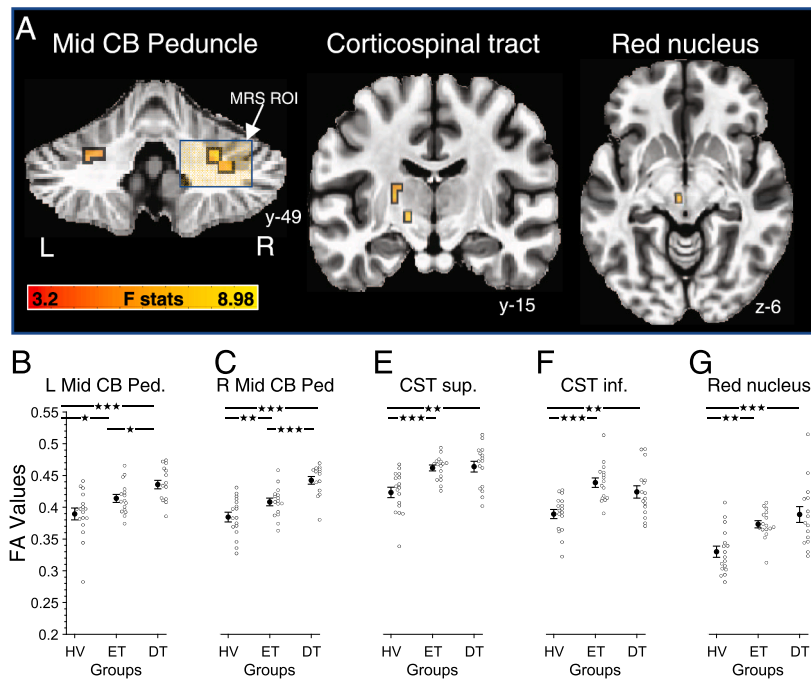 A
Mid CB Peduncle
Corticospinal tract
Red nucleus
MRS ROI
y-49
L
R
3.2 F stats 8.98
y-15
z-6
B
C
E
F
G
L Mid CB Ped.
R Mid CB Ped
CST sup.
CST inf.
Red nucleus
★★★
★
★
★★★
★★
★★★
★★
★★★
★★
★★★
★★★
★★
FA Values
0.55
0.5
0.45
0.4
0.35
0.3
0.25
0.2
HV ET DT
HV ET DT
HV ET DT
HV ET DT
HV ET DT
Groups
Groups
Groups
Groups
Groups